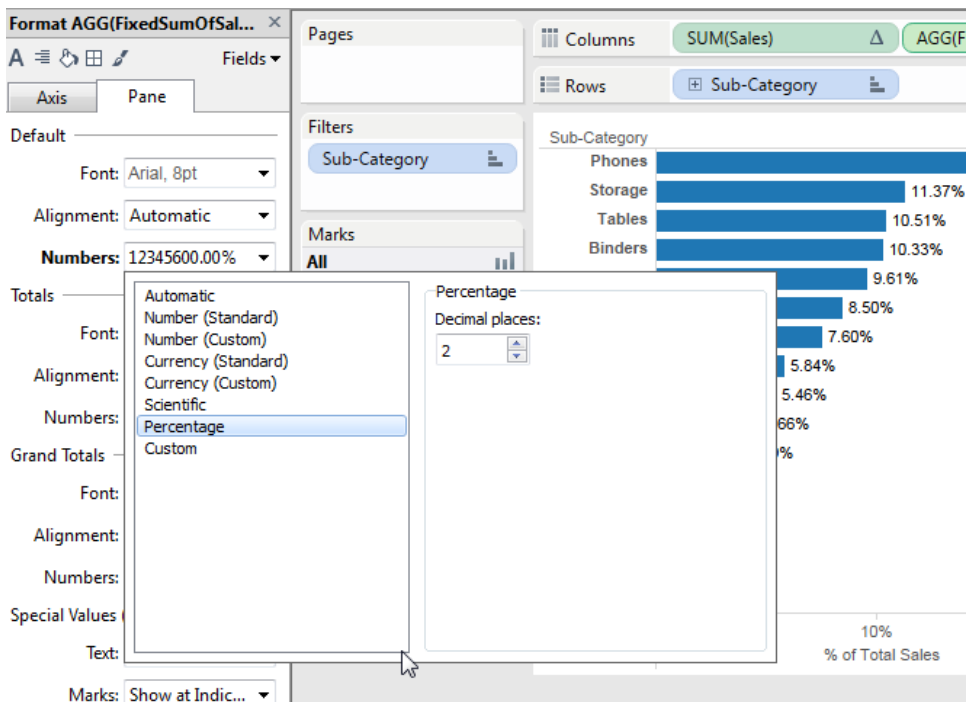 Format AGG(FixedSumOfSal... ×
Fields
Axis
Pane
Default
Font: Arial, 8pt
Alignment: Automatic
Numbers: 12345600.00%
Totals
Font:
Alignment:
Numbers:
Grand Totals
Font:
Alignment:
Numbers:
Special Values (
Text:
Marks: Show at Indic...
Automatic
Number (Standard)
Number (Custom)
Currency (Standard)
Currency (Custom)
Scientific
Percentage
Custom
Percentage
Decimal places:
2
Pages
Filters
Sub-Category
Marks
All
Columns SUM(Sales) Δ AGG(F
Rows Sub-Category
Sub-Category
Phones
Storage 11.37%
Tables 10.51%
Binders 10.33%
9.61%
8.50%
7.60%
5.84%
5.46%
66%
%
10%
% of Total Sales